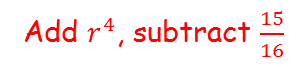 Add r⁴, subtract 15/16